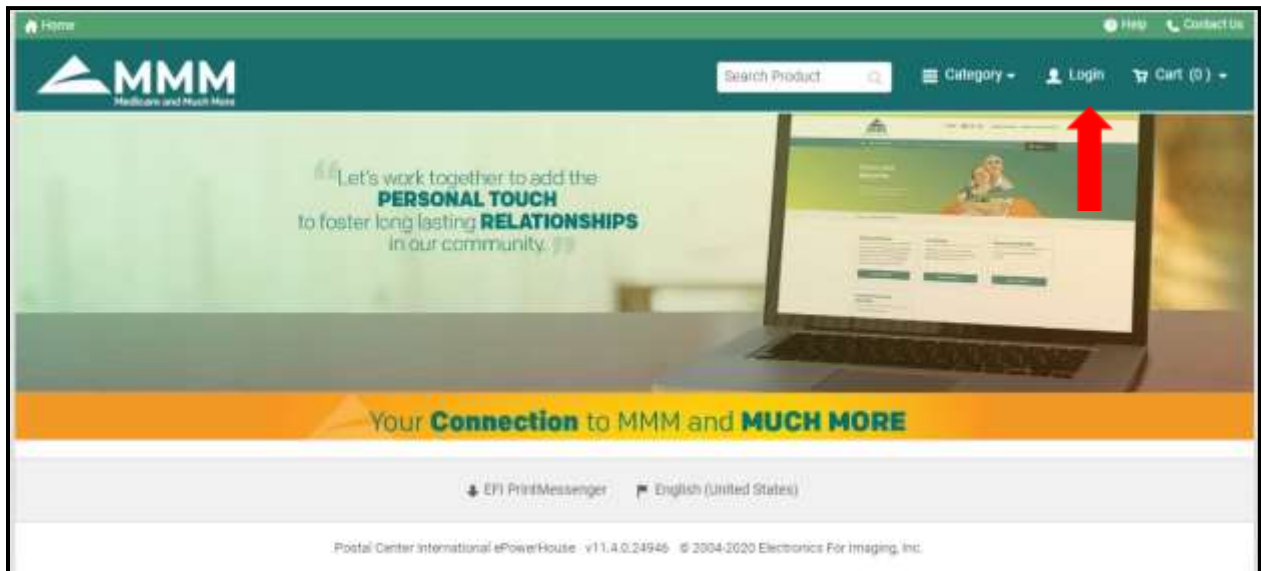 Home Help Contact Us
MMM
Medicare and Much More
Search Product Category Login Cart (0)
“Let's work together to add the
PERSONAL TOUCH
to foster long lasting RELATIONSHIPS
in our community.”
Your Connection to MMM and MUCH MORE
EFI PrintMessenger English (United States)
Postal Center International ePowerHouse v11.4.0.24946 © 2004-2020 Electronics For Imaging, Inc.